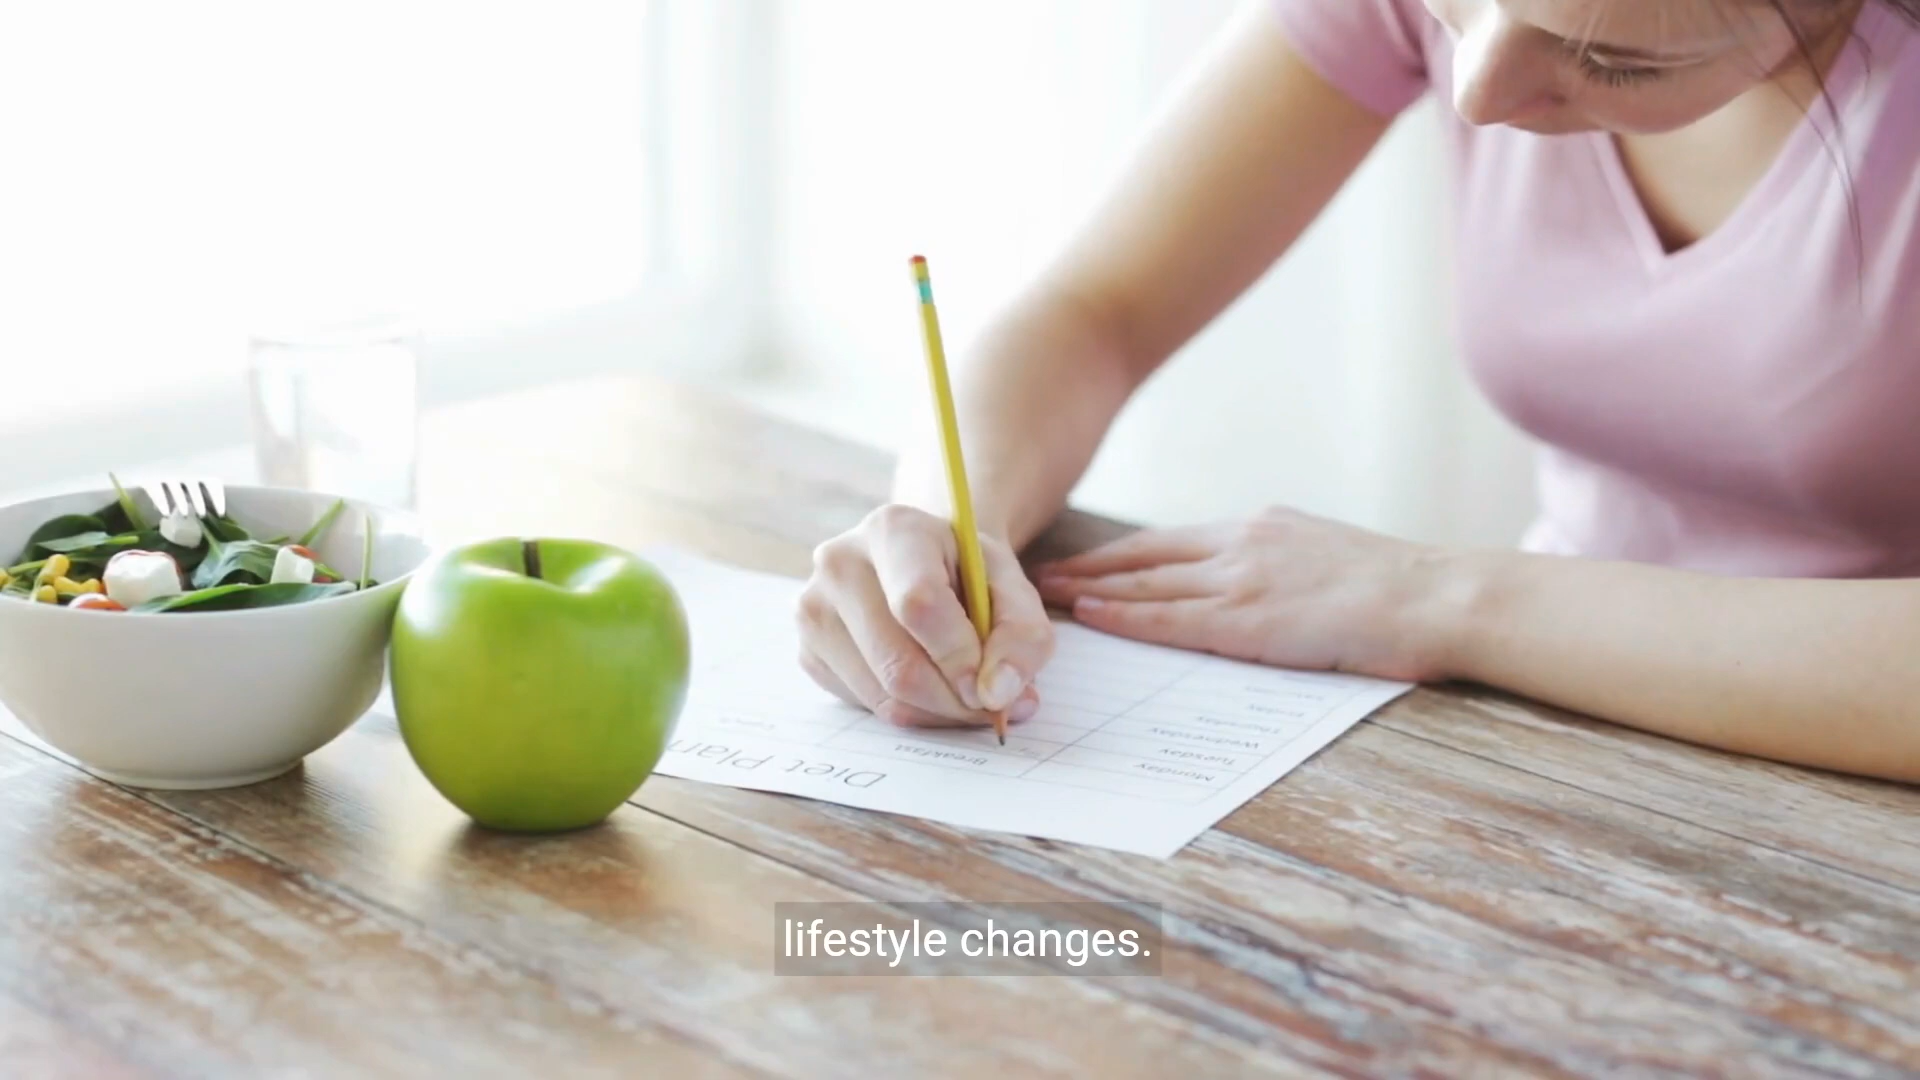 Diet Plan
Breakfast
Monday
Tuesday
Wednesday
Thursday
Friday
lifestyle changes.